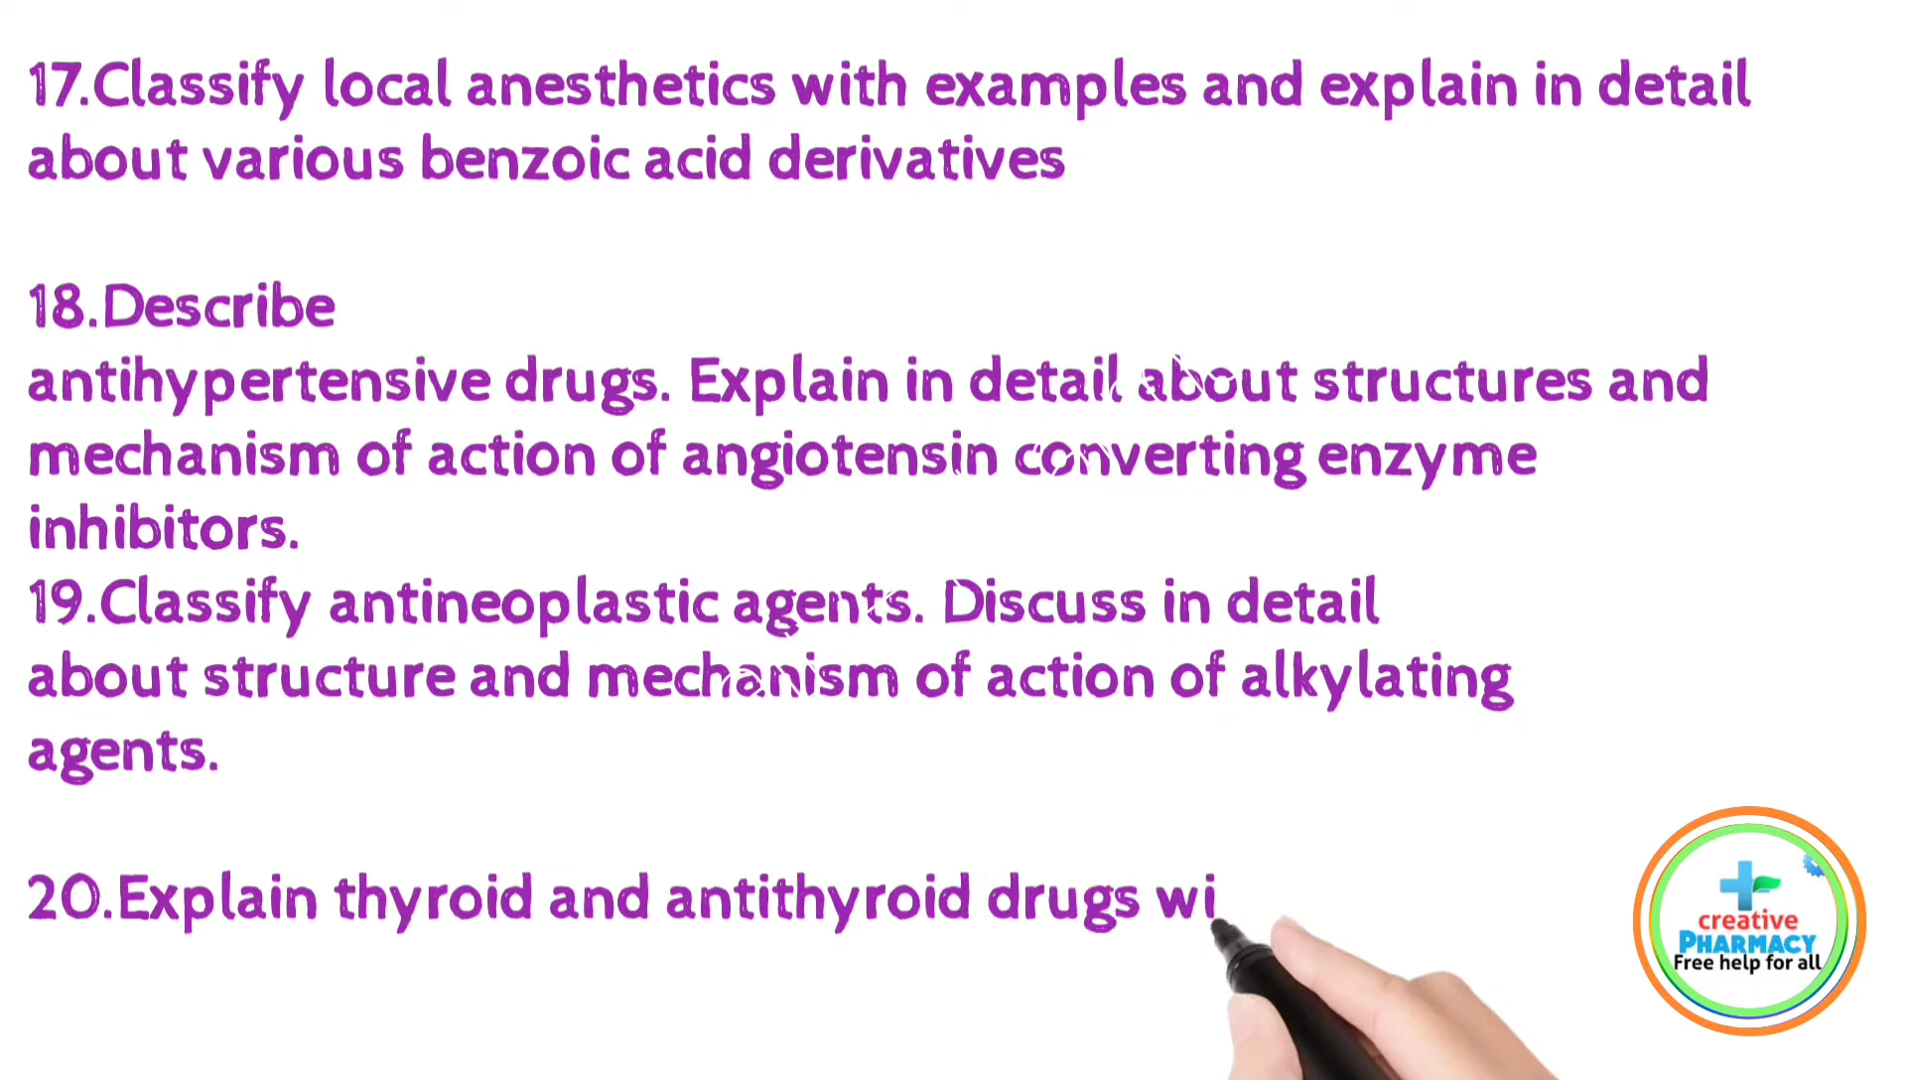 17.Classify local anesthetics with examples and explain in detail
about various benzoic acid derivatives
18.Describe
antihypertensive drugs. Explain in detail about structures and
mechanism of action of angiotensin converting enzyme
inhibitors.
19.Classify antineoplastic agents. Discuss in detail
about structure and mechanism of action of alkylating
agents.
20.Explain thyroid and antithyroid drugs wi
creative
PHARMACY
Free help for all